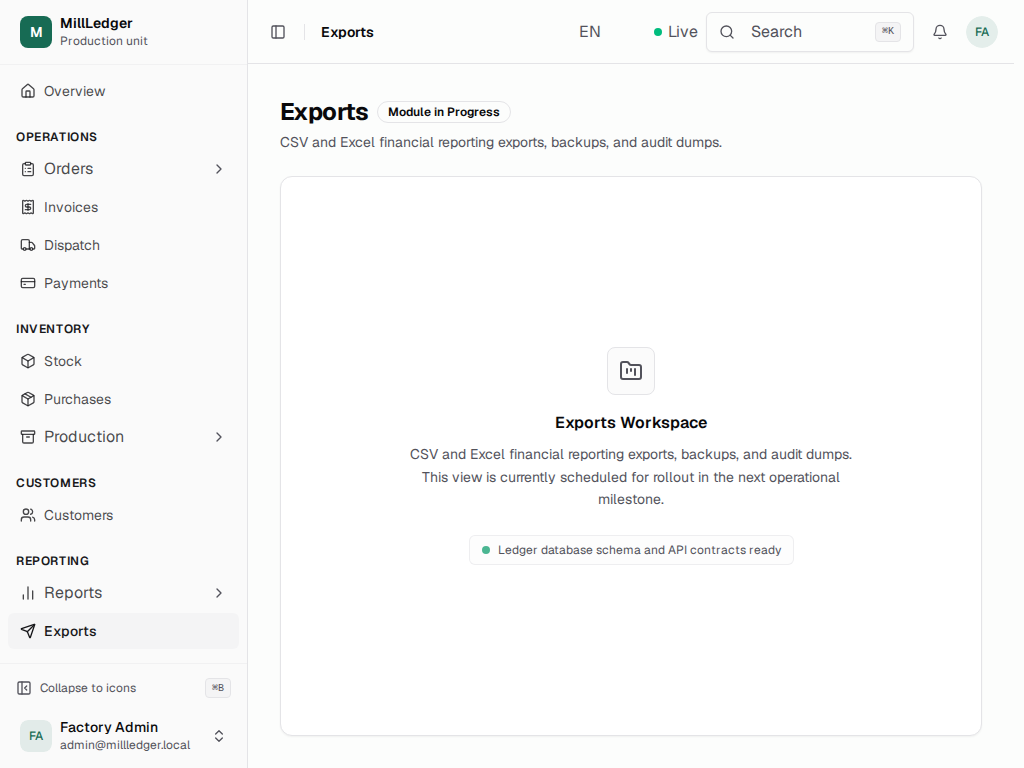 M
MillLedger
Production unit
Overview
OPERATIONS
Orders
Invoices
Dispatch
Payments
INVENTORY
Stock
Purchases
Production
CUSTOMERS
Customers
REPORTING
Reports
Exports
Collapse to icons
⌘B
FA
Factory Admin
admin@millledger.local
Exports
EN
Live
Search
⌘K
FA
Exports
Module in Progress
CSV and Excel financial reporting exports, backups, and audit dumps.
Exports Workspace
CSV and Excel financial reporting exports, backups, and audit dumps.
This view is currently scheduled for rollout in the next operational
milestone.
Ledger database schema and API contracts ready